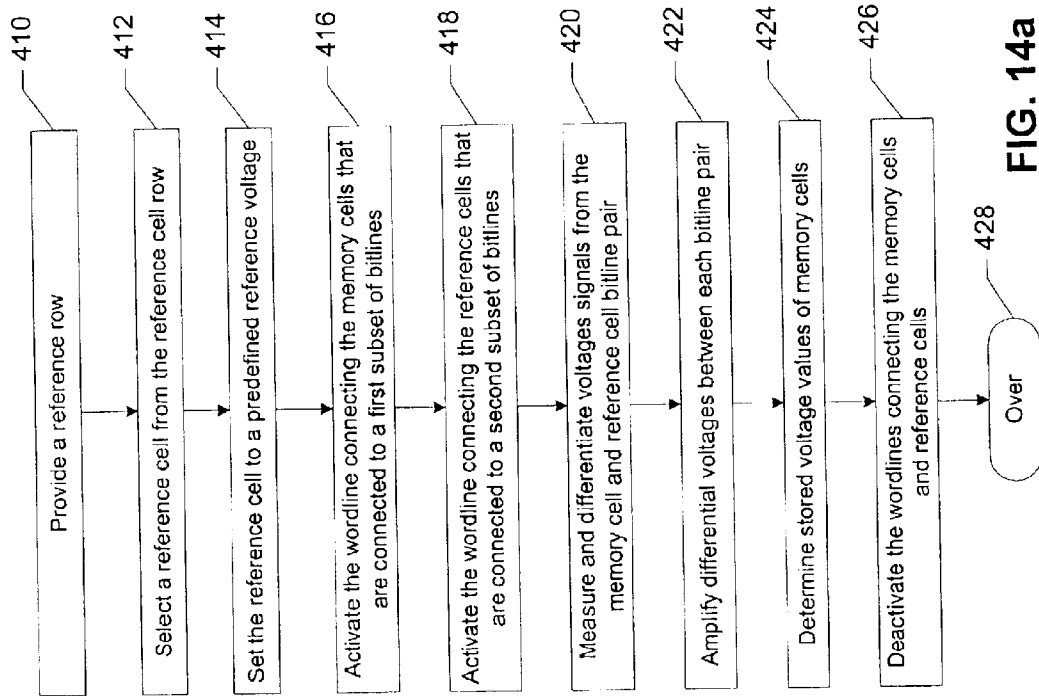 410
Provide a reference row
412
Select a reference cell from the reference cell row
414
Set the reference cell to a predefined reference voltage
416
Activate the wordline connecting the memory cells that
are connected to a first subset of bitlines
418
Activate the wordline connecting the reference cells that
are connected to a second subset of bitlines
420
Measure and differentiate voltages signals from the
memory cell and reference cell bitline pair
422
Amplify differential voltages between each bitline pair
424
Determine stored voltage values of memory cells
426
Deactivate the wordlines connecting the memory cells
and reference cells
428
Over
FIG. 14a